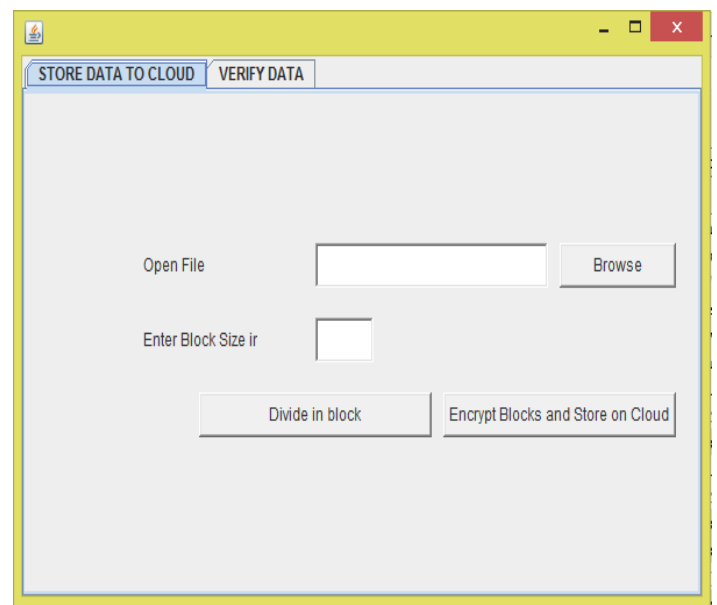 STORE DATA TO CLOUD VERIFY DATA
Open File Browse
Enter Block Size ir
Divide in block Encrypt Blocks and Store on Cloud